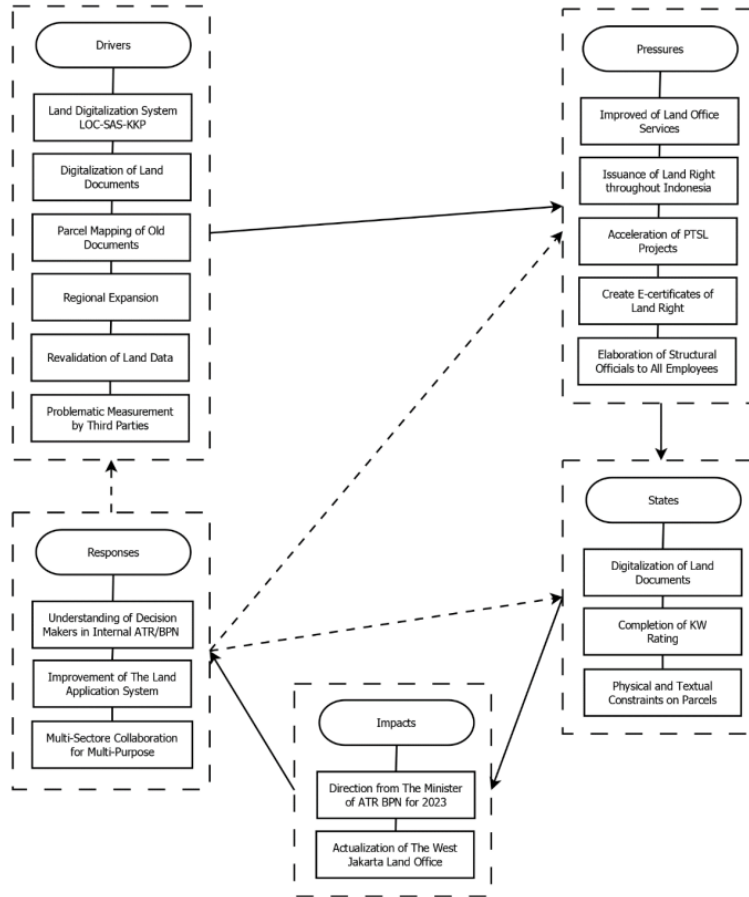 Drivers
Land Digitalization System
LOC-SAS-KKP
Digitalization of Land
Documents
Parcel Mapping of Old
Documents
Regional Expansion
Revalidation of Land Data
Problematic Measurement
by Third Parties
Pressures
Improved of Land Office
Services
Issuance of Land Right
throughout Indonesia
Acceleration of PTSL
Projects
Create E-certificates of
Land Right
Elaboration of Structural
Officials to All Employees
States
Digitalization of Land
Documents
Completion of KW
Rating
Physical and Textual
Constraints on Parcels
Impacts
Direction from The Minister
of ATR BPN for 2023
Actualization of The West
Jakarta Land Office
Responses
Understanding of Decision
Makers in Internal ATR/BPN
Improvement of The Land
Application System
Multi-Sectore Collaboration
for Multi-Purpose